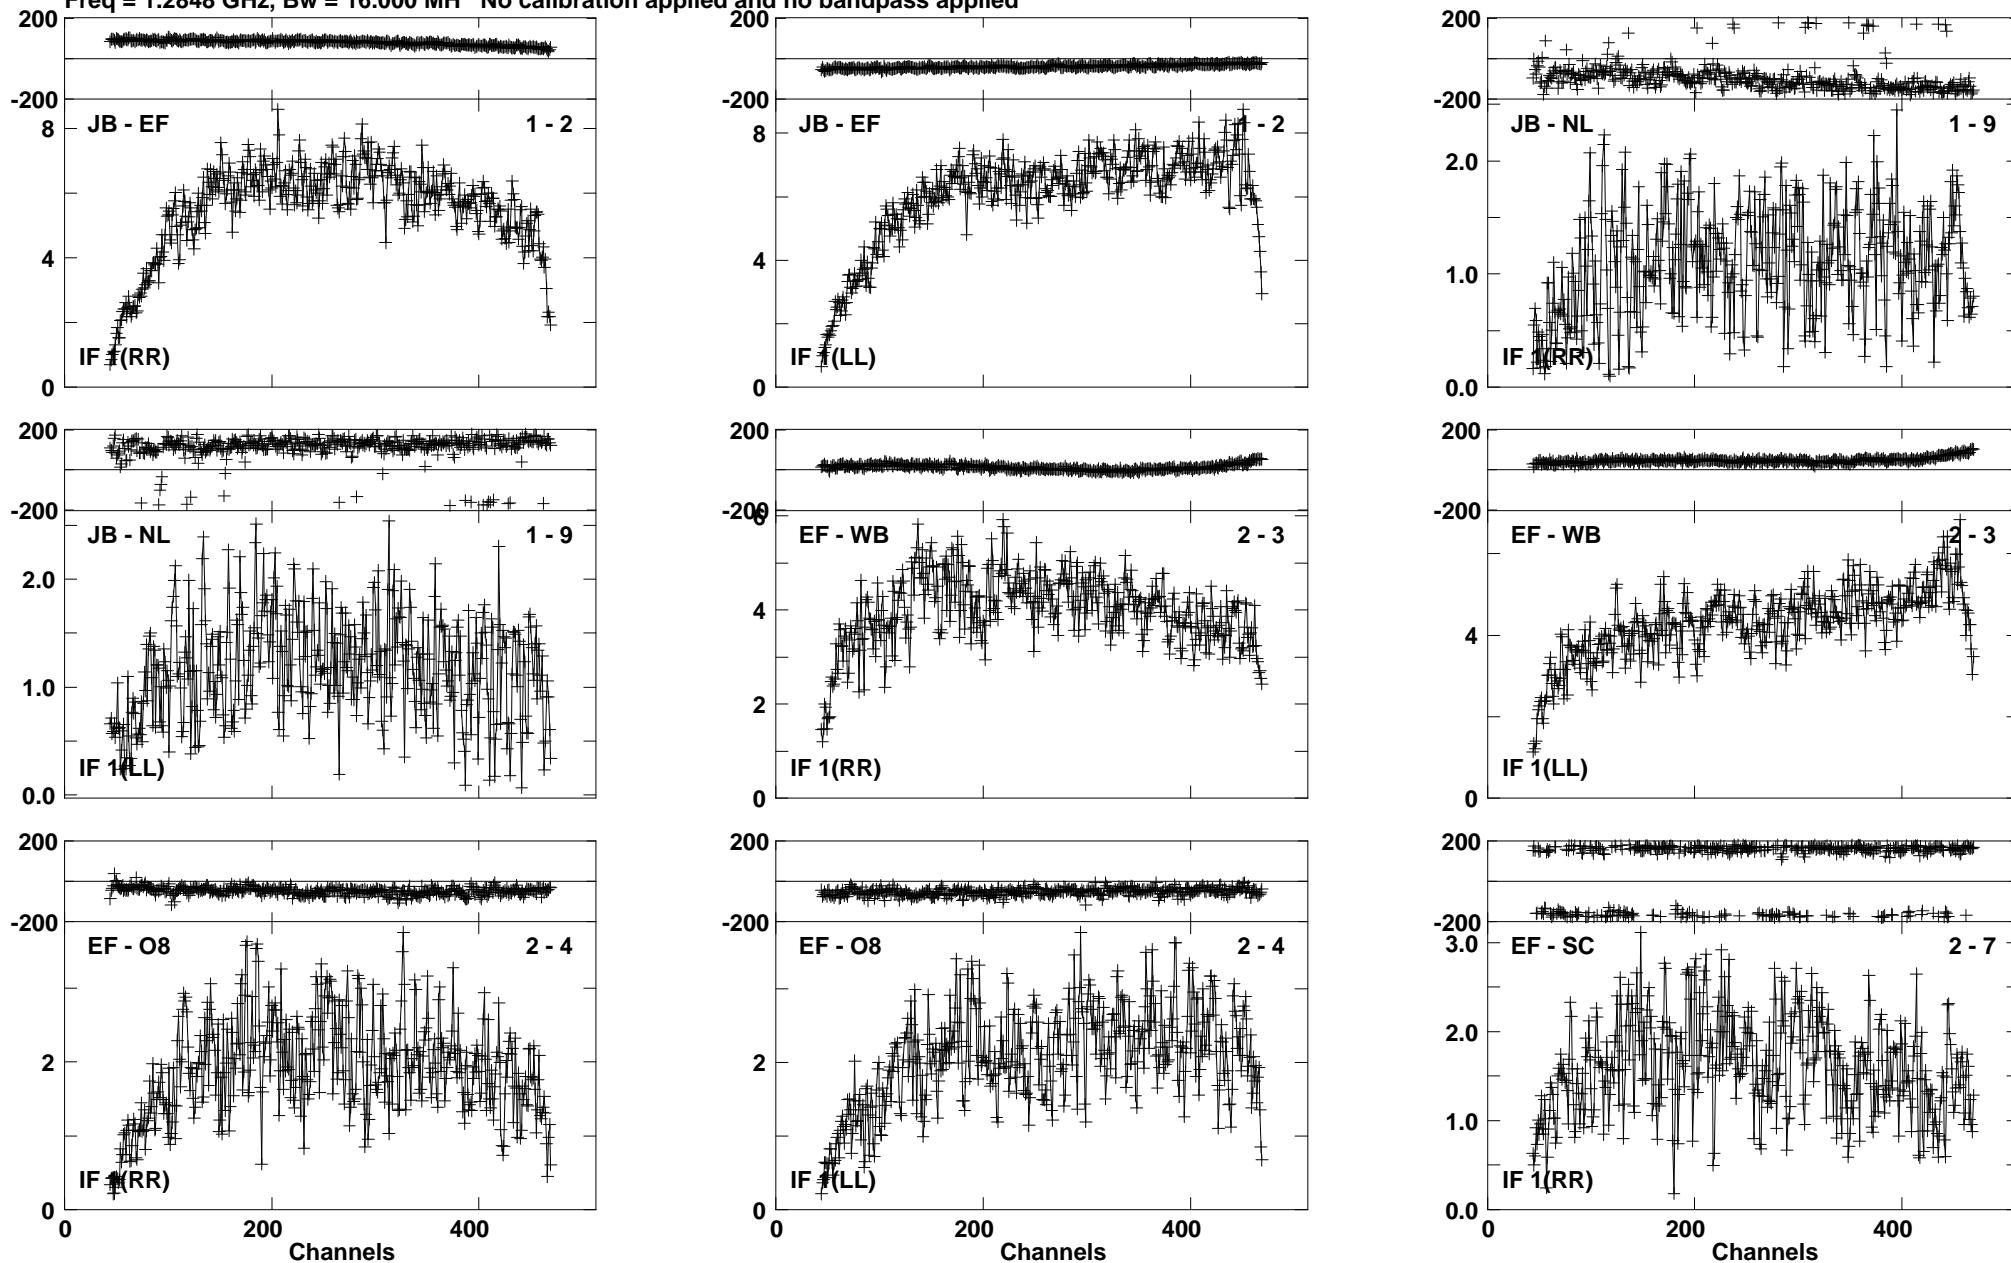 Freq = 1.2848 GHz, Bw = 16.000 MH No calibration applied and no bandpass applied
200
-200
8
4
0
JB - EF
1 - 2
IF 1(RR)
200
-200
8
4
0
JB - EF
1 - 2
IF 1(LL)
200
-200
2.0
1.0
0.0
JB - NL
1 - 9
IF 1(RR)
200
-200
2.0
1.0
0.0
JB - NL
1 - 9
IF 1(LL)
200
-200
6
4
2
0
EF - WB
2 - 3
IF 1(RR)
200
-200
4
0
EF - WB
2 - 3
IF 1(LL)
200
-200
2
0
EF - O8
2 - 4
IF 1(RR)
0 200 400
Channels
200
-200
2
0
EF - O8
2 - 4
IF 1(LL)
0 200 400
Channels
200
-200
3.0
2.0
1.0
0.0
EF - SC
2 - 7
IF 1(RR)
0 200 400
Channels